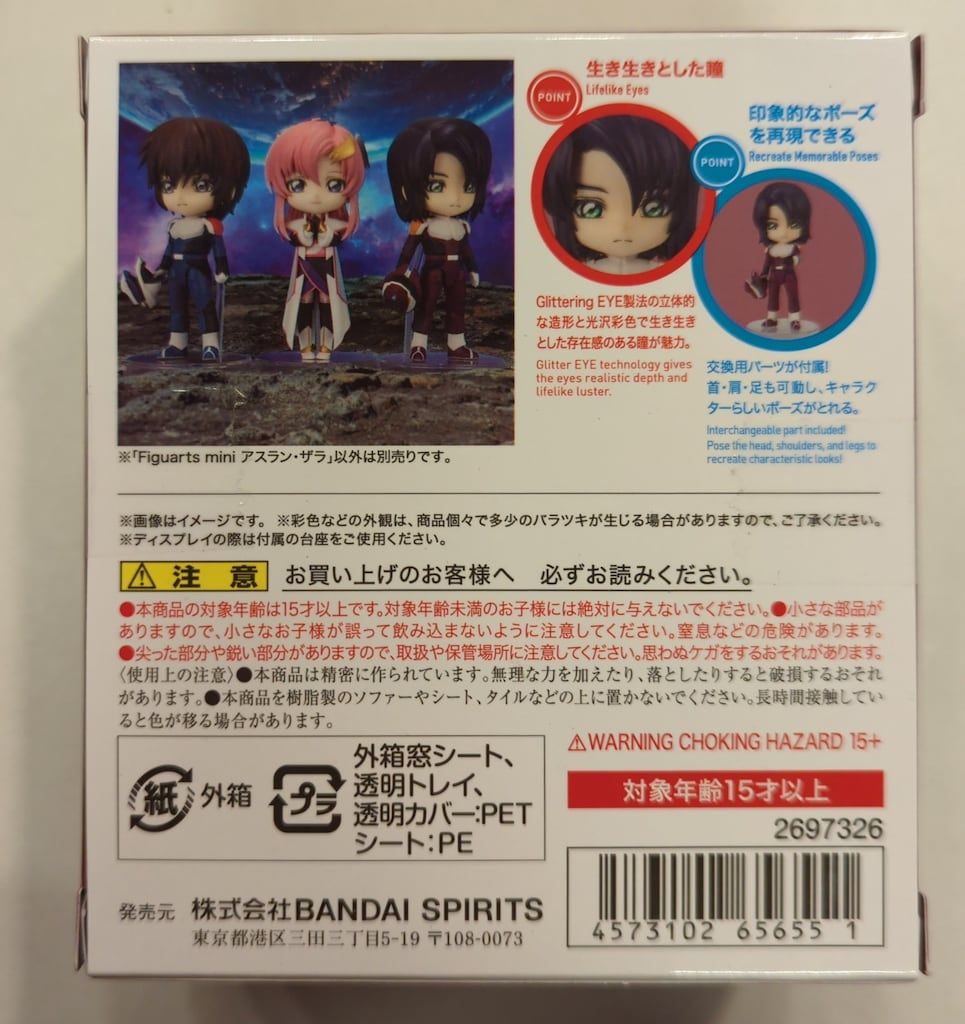 POINT
生き生きとした瞳
Lifelike Eyes
POINT
印象的なポーズ
を再現できる
Recreate Memorable Poses
Glittering EYE製法の立体的
な造形と光沢彩色で生き生き
とした存在感のある瞳が魅力。
Glitter EYE technology gives
the eyes realistic depth and
lifelike luster.
交換用パーツが付属!
首・肩・足も可動し、キャラク
ターらしいポーズがとれる。
Interchangeable part included!
Pose the head, shoulders, and legs to
recreate characteristic looks!
※「Figuarts mini アスラン・ザラ」以外は別売りです。
※画像はイメージです。 ※彩色などの外観は、商品個々で多少のバラツキが生じる場合がありますので、ご了承ください。
※ディスプレイの際は付属の台座をご使用ください。
⚠ 注 意 お買い上げのお客様へ 必ずお読みください。
●本商品の対象年齢は15才以上です。対象年齢未満のお子様には絶対に与えないでください。●小さな部品が
ありますので、小さなお子様が誤って飲み込まないように注意してください。窒息などの危険があります。
●尖った部分や鋭い部分がありますので、取扱や保管場所に注意してください。思わぬケガをするおそれがあります。
〈使用上の注意〉●本商品は精密に作られています。無理な力を加えたり、落としたりすると破損するおそれ
があります。●本商品を樹脂製のソファーやシート、タイルなどの上に置かないでください。長時間接触してい
ると色が移る場合があります。
紙 外箱
プラ
外箱窓シート、
透明トレイ、
透明カバー:PET
シート:PE
⚠WARNING CHOKING HAZARD 15+
対象年齢15才以上
2697326
4573102 65655 1
発売元 株式会社BANDAI SPIRITS
東京都港区三田三丁目5-19 〒108-0073